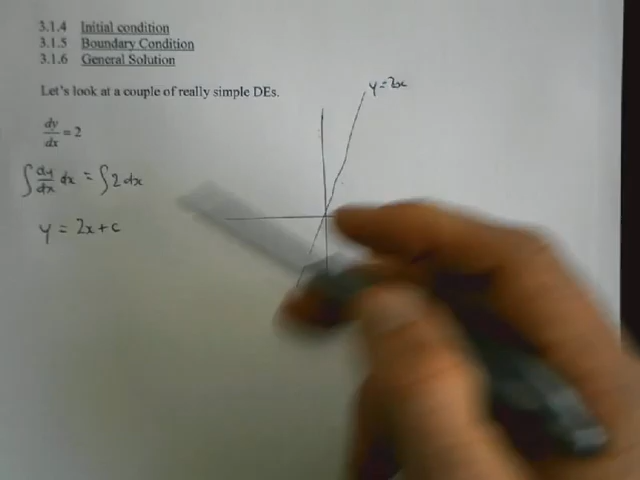 3.1.4 Initial condition
3.1.5 Boundary Condition
3.1.6 General Solution
Let's look at a couple of really simple DEs.
dy/dx = 2
∫ dy/dx dx = ∫ 2 dx
y = 2x + c
y = 2x